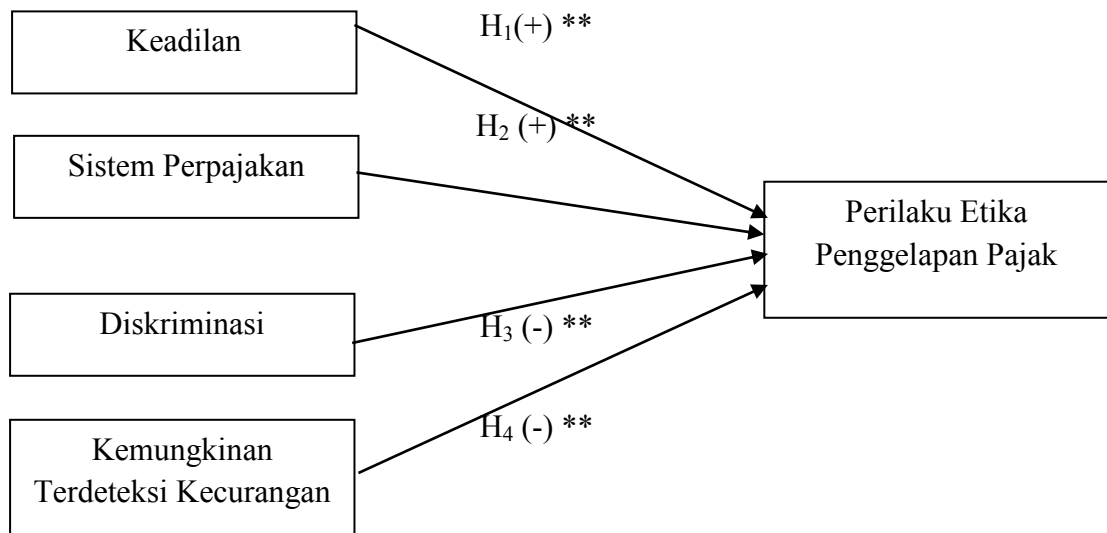 Keadilan
H₁(+) **
H₂ (+) **
Sistem Perpajakan
Perilaku Etika
Penggelapan Pajak
Diskriminasi
H₃ (-) **
H₄ (-) **
Kemungkinan
Terdeteksi Kecurangan